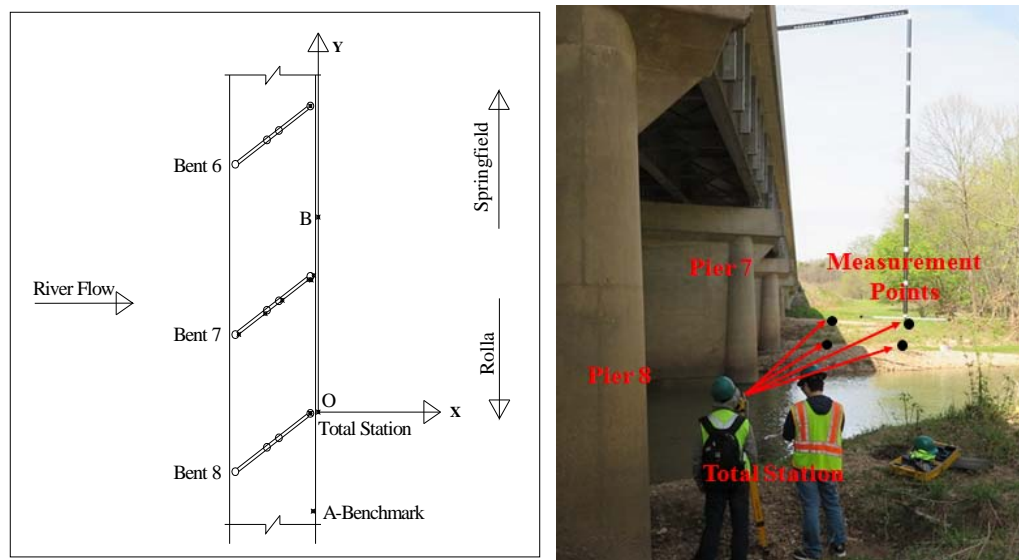 Y
Springfield
Bent 6
B
River Flow
Bent 7
Rolla
O
X
Total Station
Bent 8
A-Benchmark
Pier 7
Measurement
Points
Pier 8
Total Station